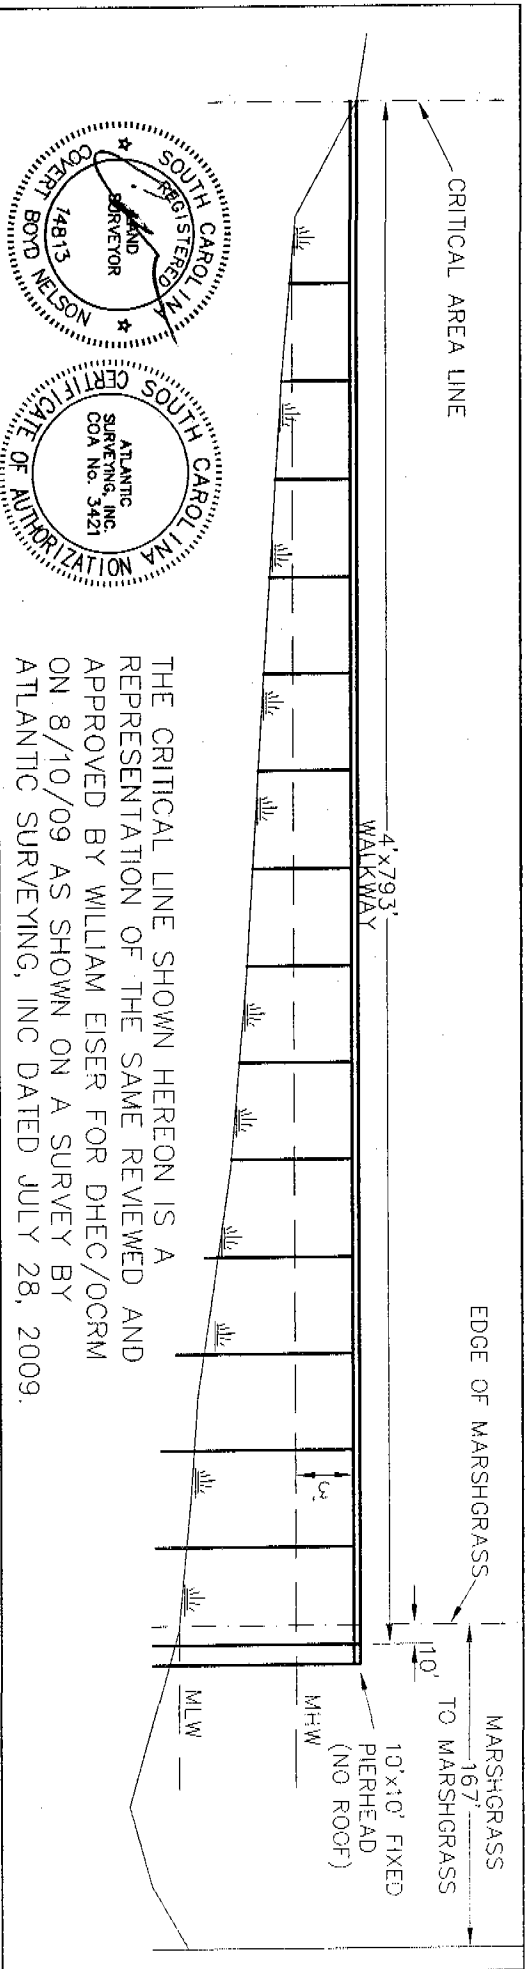 CRITICAL AREA LINE
4'x793'
WALKWAY
EDGE OF MARSHGRASS
10'
MARSHGRASS
167'
TO MARSHGRASS
10'x10' FIXED
PIERHEAD
(NO ROOF)
3'
MHW
MLW
SOUTH CAROLINA
REGISTERED
LAND
SURVEYOR
14813
COVERT BOYD NELSON
SOUTH CAROLINA
ATLANTIC
SURVEYING, INC.
COA No. 3421
CERTIFICATE OF AUTHORIZATION
THE CRITICAL LINE SHOWN HEREON IS A
REPRESENTATION OF THE SAME REVIEWED AND
APPROVED BY WILLIAM EISER FOR DHEC/OCRM
ON 8/10/09 AS SHOWN ON A SURVEY BY
ATLANTIC SURVEYING, INC DATED JULY 28, 2009.